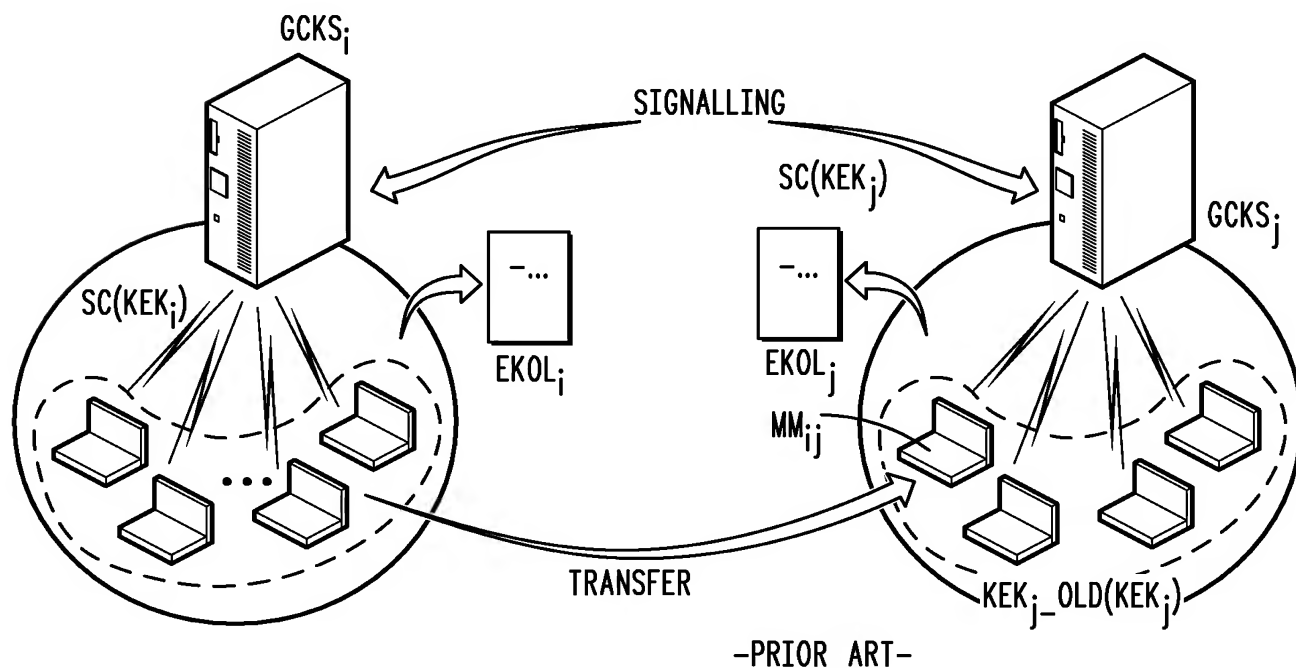 GCKSi
SIGNALLING
SC(KEKj)
GCKSj
SC(KEKi)
-...
-...
EKOLi
EKOLj
MMij
...
TRANSFER
KEKj_OLD(KEKj)
-PRIOR ART-